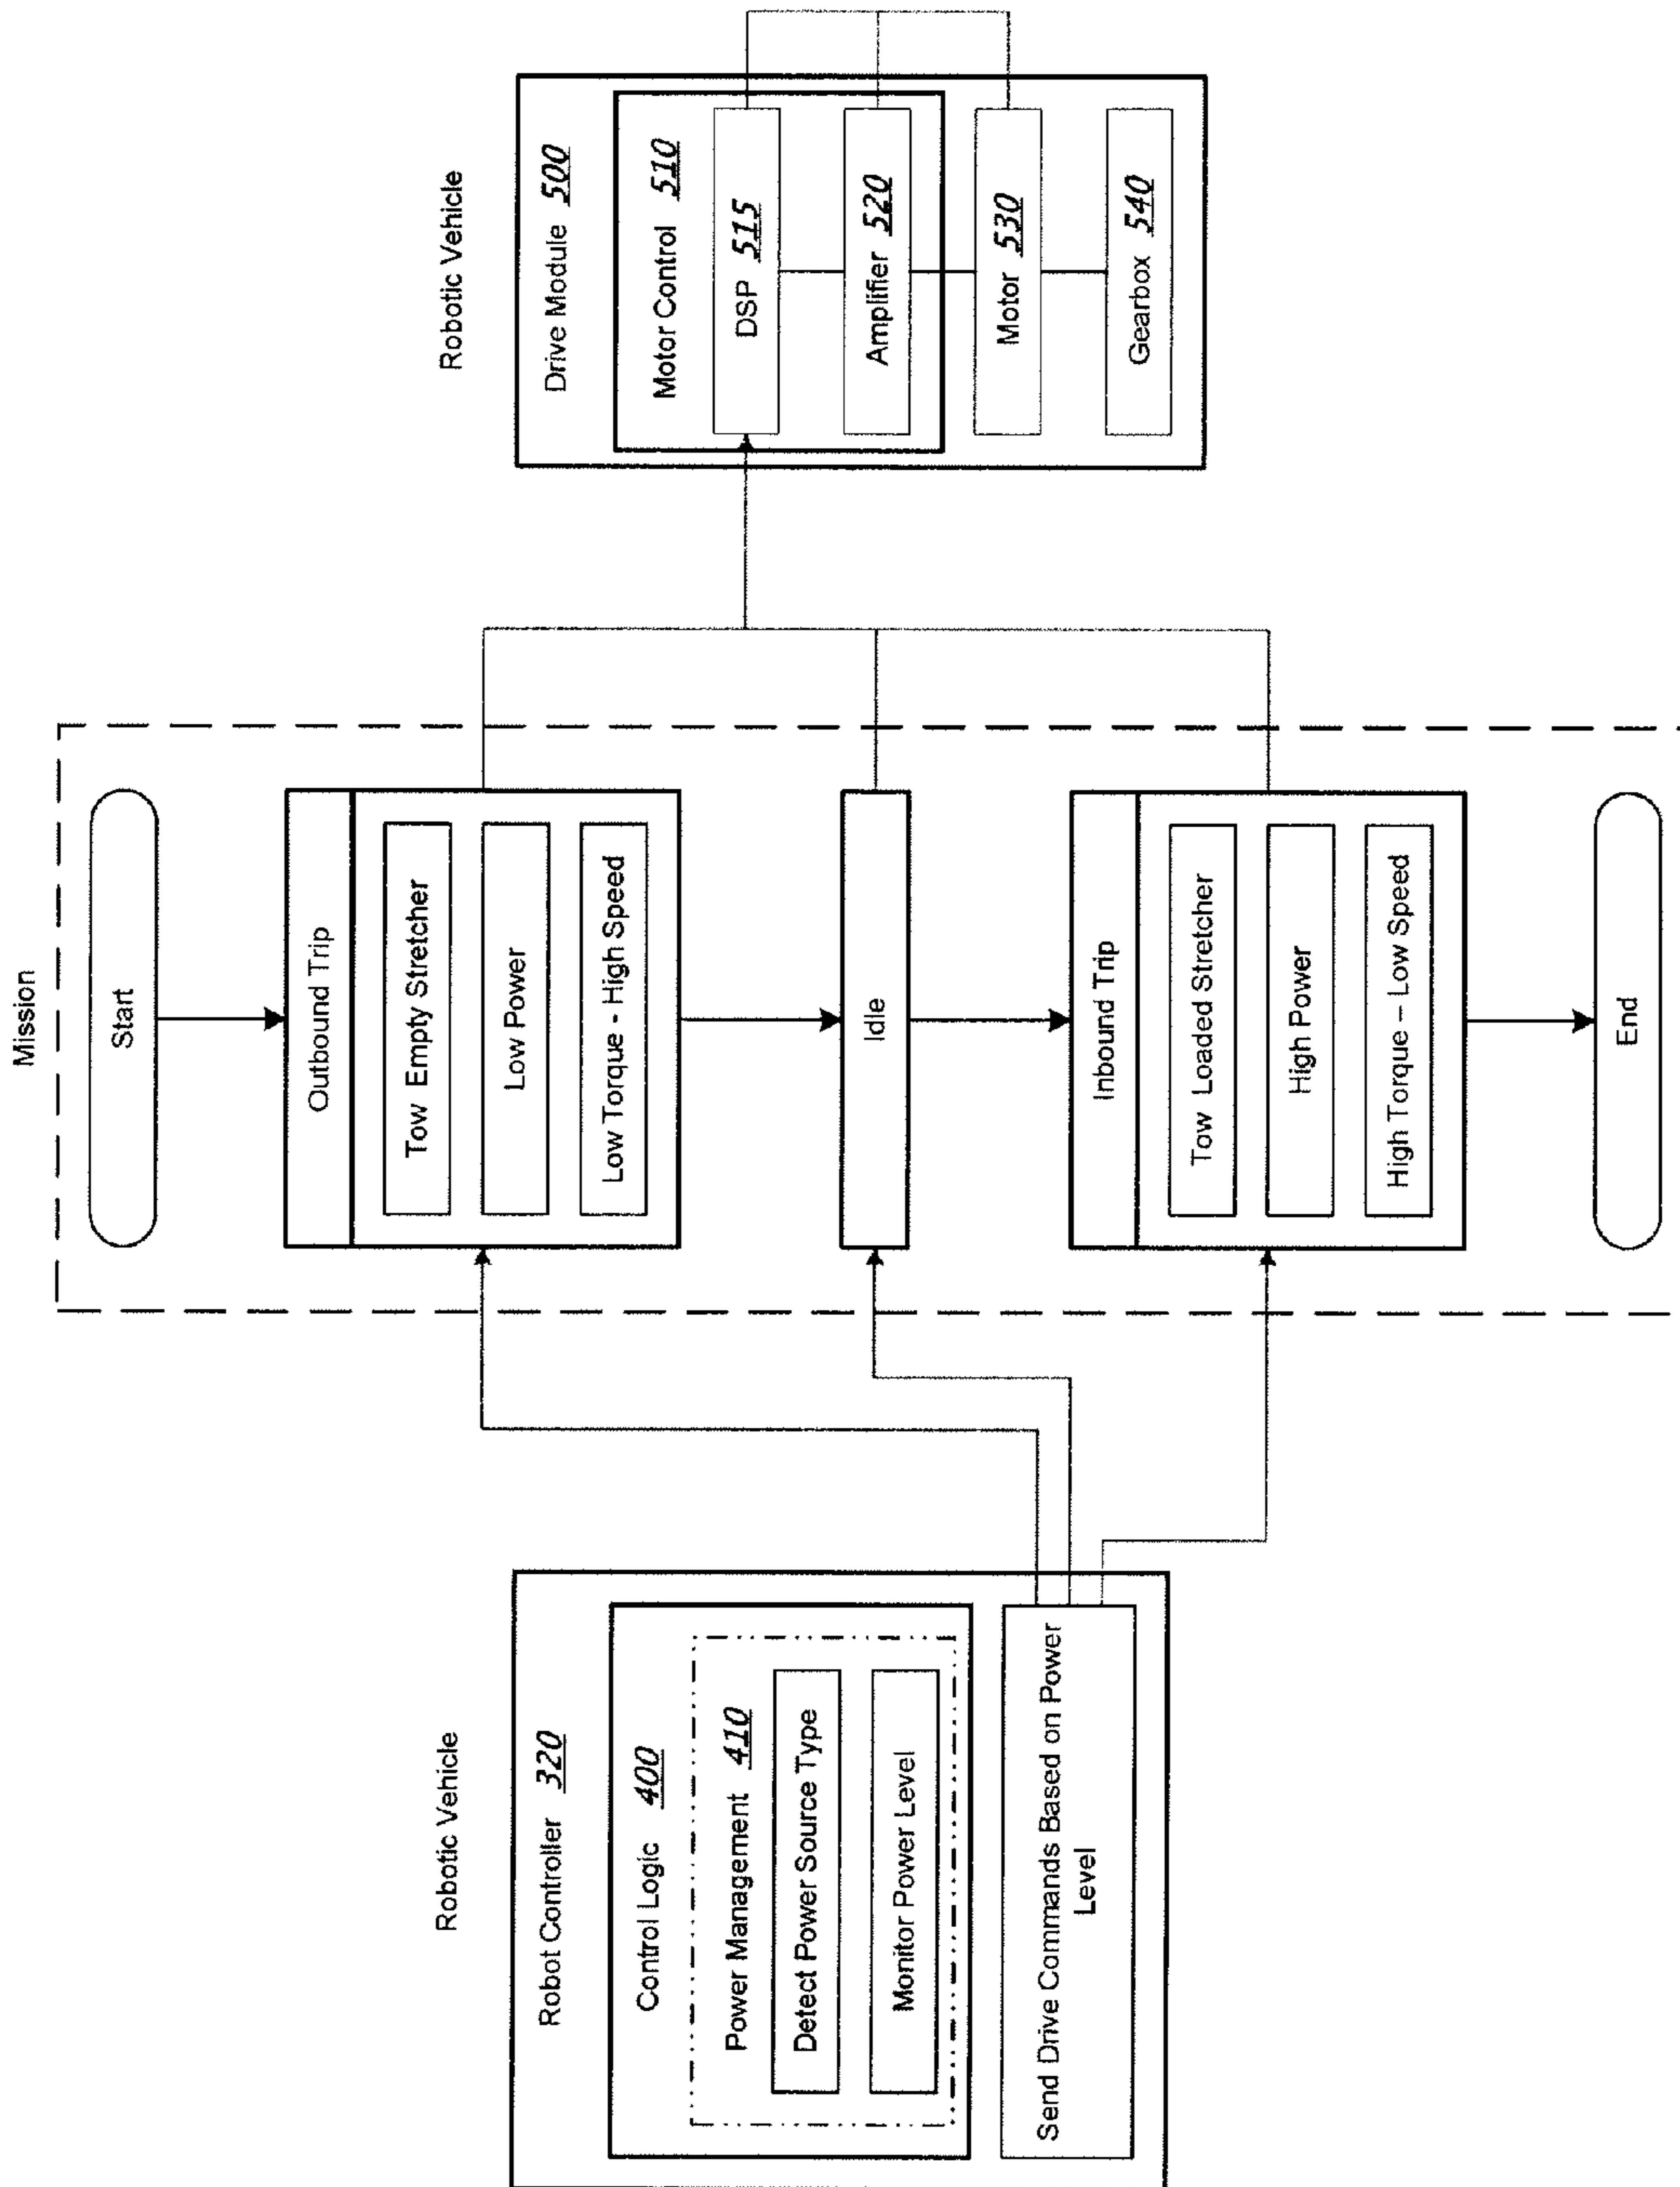 Robotic Vehicle
Robot Controller 320
Control Logic 400
Power Management 410
Detect Power Source Type
Monitor Power Level
Send Drive Commands Based on Power
Level
Mission
Start
Outbound Trip
Tow Empty Stretcher
Low Power
Low Torque - High Speed
Idle
Inbound Trip
Tow Loaded Stretcher
High Power
High Torque – Low Speed
End
Robotic Vehicle
Drive Module 500
Motor Control 510
DSP 515
Amplifier 520
Motor 530
Gearbox 540